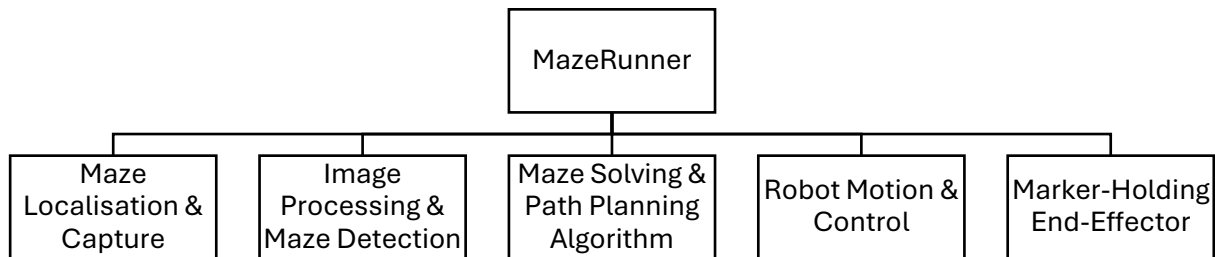 MazeRunner
Maze
Localisation &
Capture
Image
Processing &
Maze Detection
Maze Solving &
Path Planning
Algorithm
Robot Motion &
Control
Marker-Holding
End-Effector